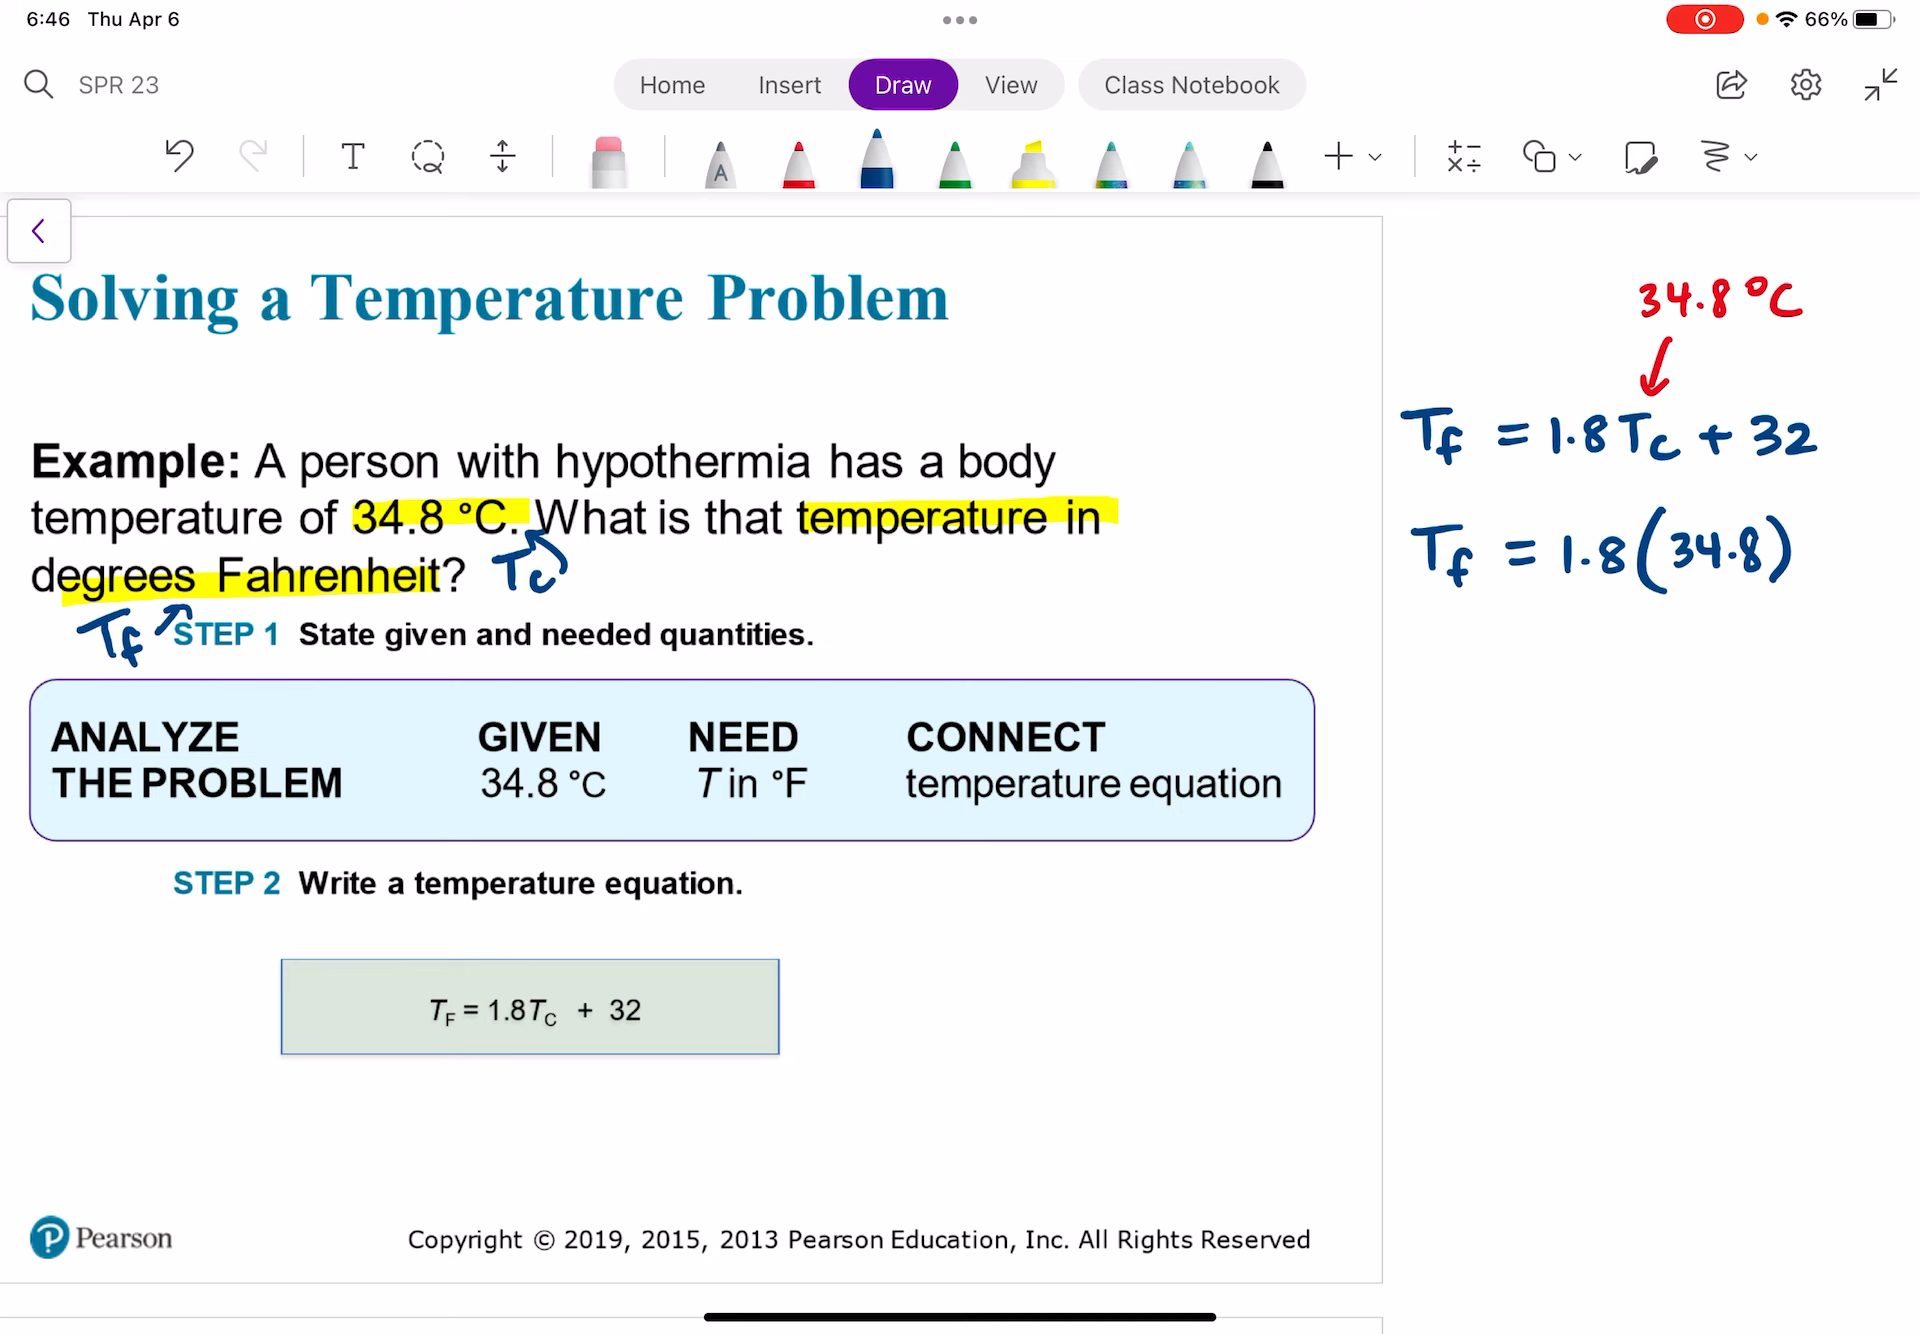 6:46 Thu Apr 6
66%
SPR 23
Home Insert Draw View Class Notebook
T
A
Solving a Temperature Problem
34.8 °C
Tf = 1.8 Tc + 32
Example: A person with hypothermia has a body
temperature of 34.8 °C. What is that temperature in
degrees Fahrenheit?
Tc
Tf = 1.8(34.8)
Tf
STEP 1 State given and needed quantities.
ANALYZE GIVEN NEED CONNECT
THE PROBLEM 34.8 °C T in °F temperature equation
STEP 2 Write a temperature equation.
TF = 1.8TC + 32
P Pearson
Copyright © 2019, 2015, 2013 Pearson Education, Inc. All Rights Reserved